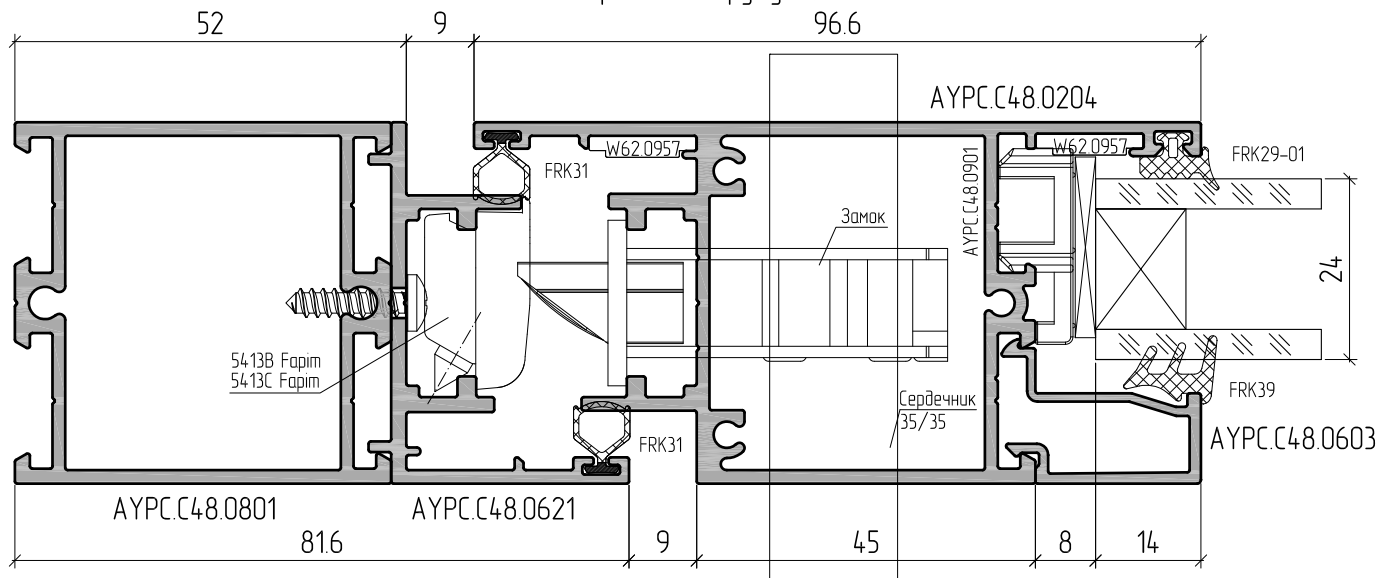 52
9
96.6
AYPC.C48.0204
W62.0957
W62.0957
FRK31
FRK29-01
AYPC.C48.0901
Замок
24
5413B Fapim
5413C Fapim
Сердечник
35/35
FRK39
FRK31
AYPC.C48.0603
AYPC.C48.0801
AYPC.C48.0621
81.6
9
45
8
14